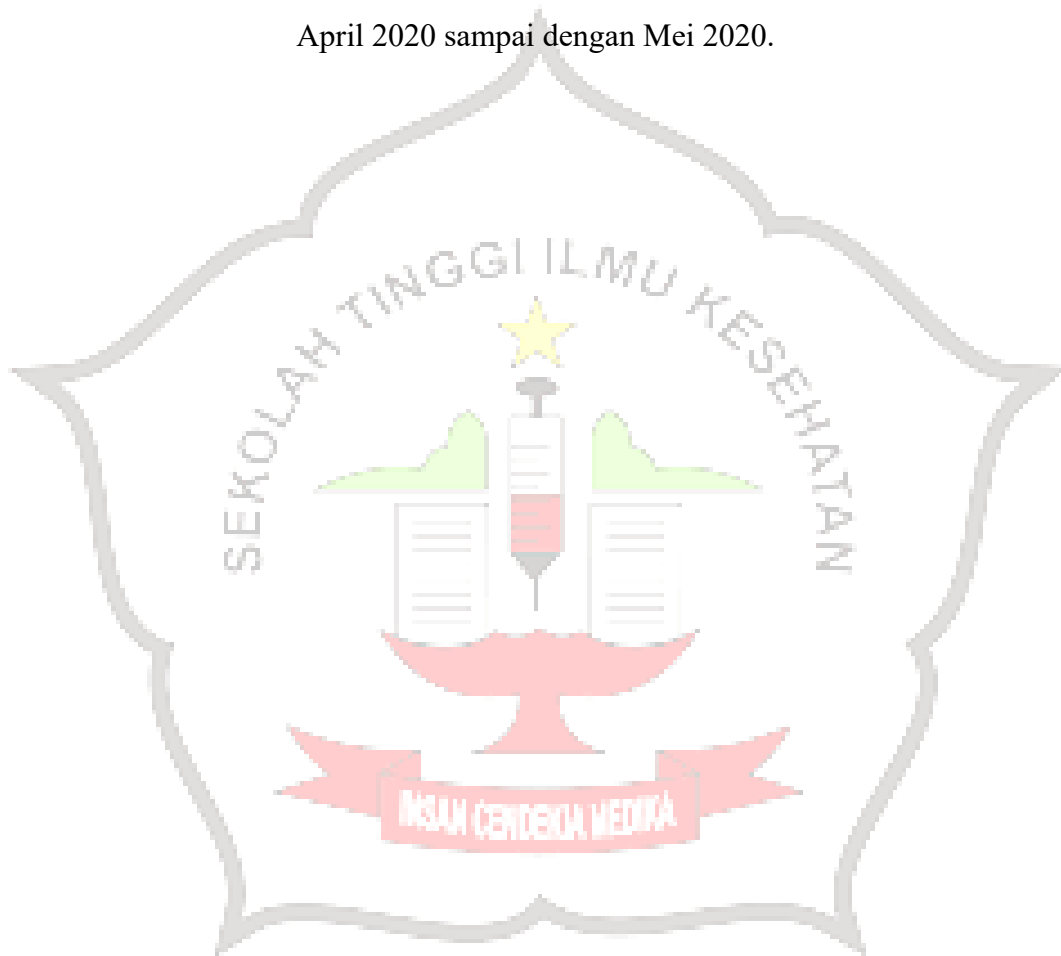 April 2020 sampai dengan Mei 2020.
SEKOLAH TINGGI ILMU KESEHATAN
INSAN CENDEKIA MEDIKA